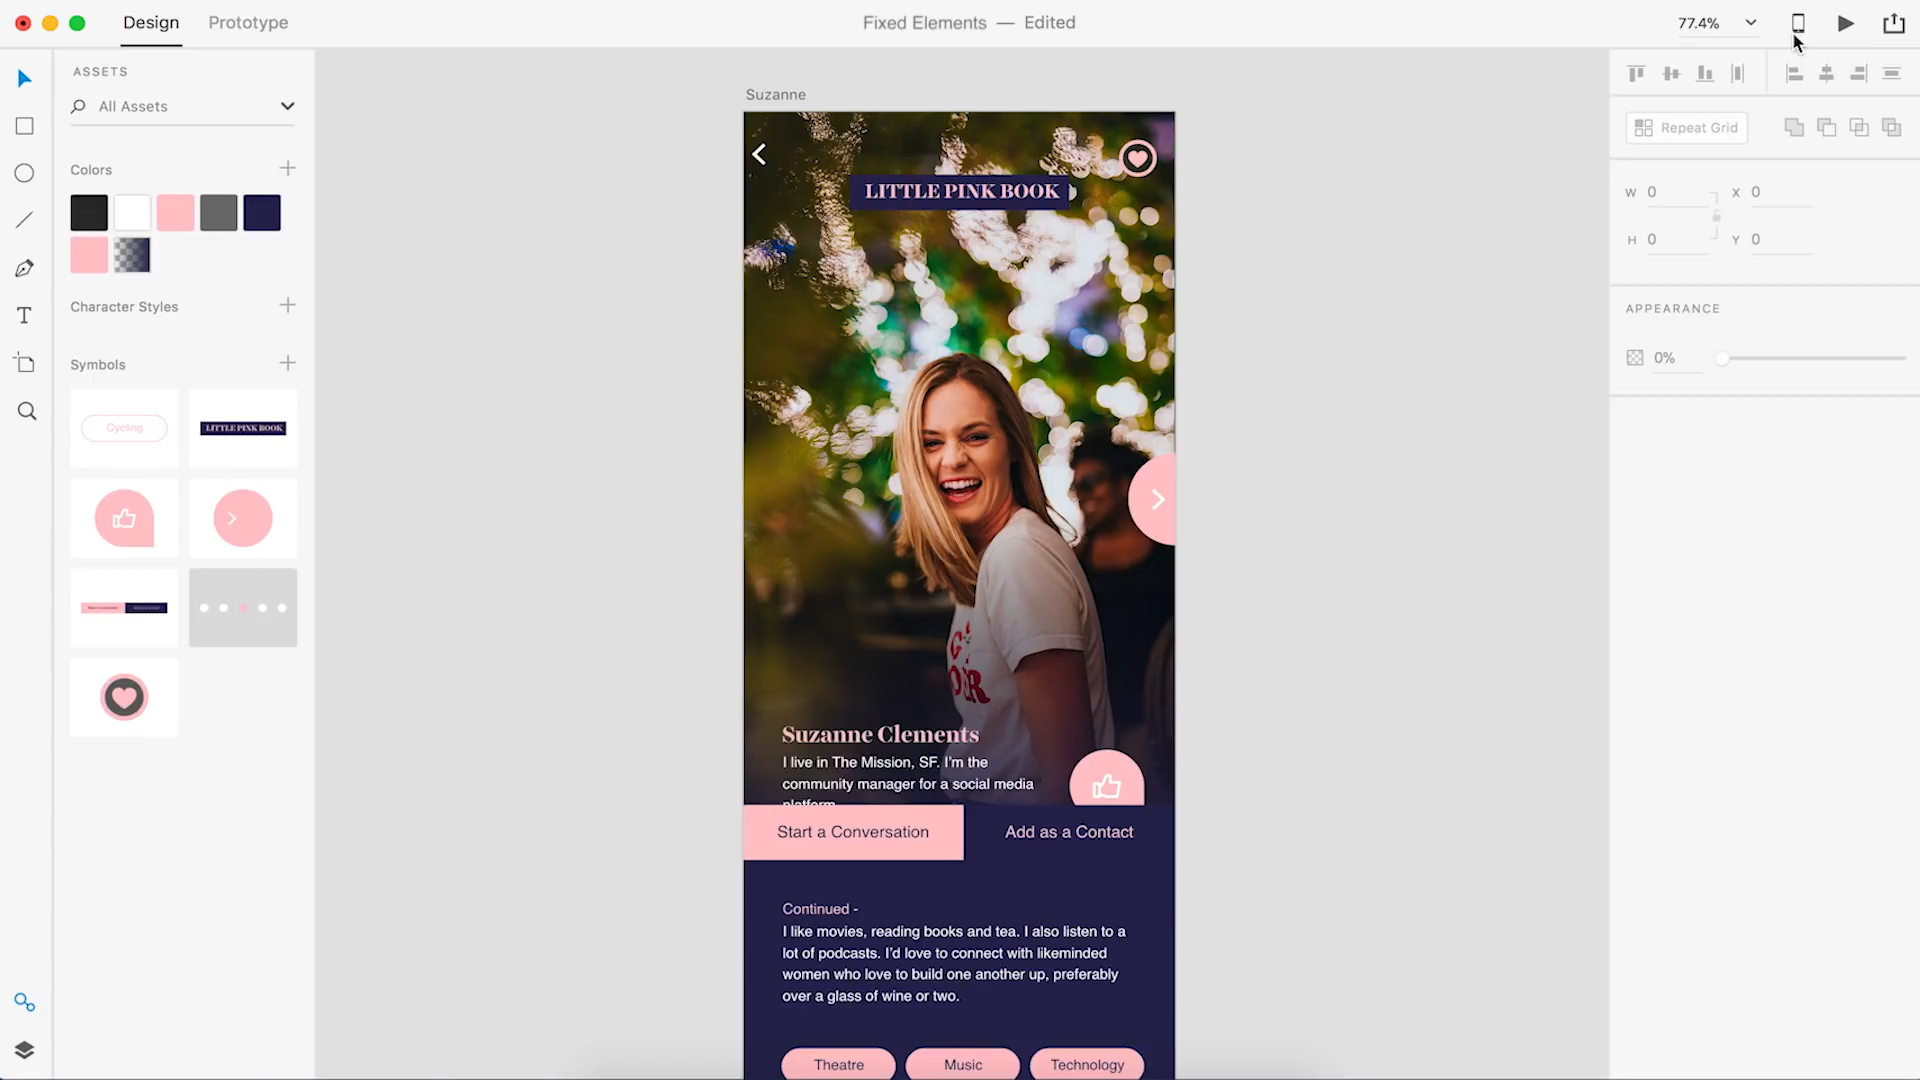 Design
Prototype
Fixed Elements — Edited
77.4%
ASSETS
All Assets
Colors
Character Styles
Symbols
Cycling
LITTLE PINK BOOK
Suzanne
LITTLE PINK BOOK
Suzanne Clements
I live in The Mission, SF. I'm the
community manager for a social media
platform
Start a Conversation
Add as a Contact
Continued -
I like movies, reading books and tea. I also listen to a
lot of podcasts. I'd love to connect with likeminded
women who love to build one another up, preferably
over a glass of wine or two.
Theatre
Music
Technology
Repeat Grid
W 0
X 0
H 0
Y 0
APPEARANCE
0%